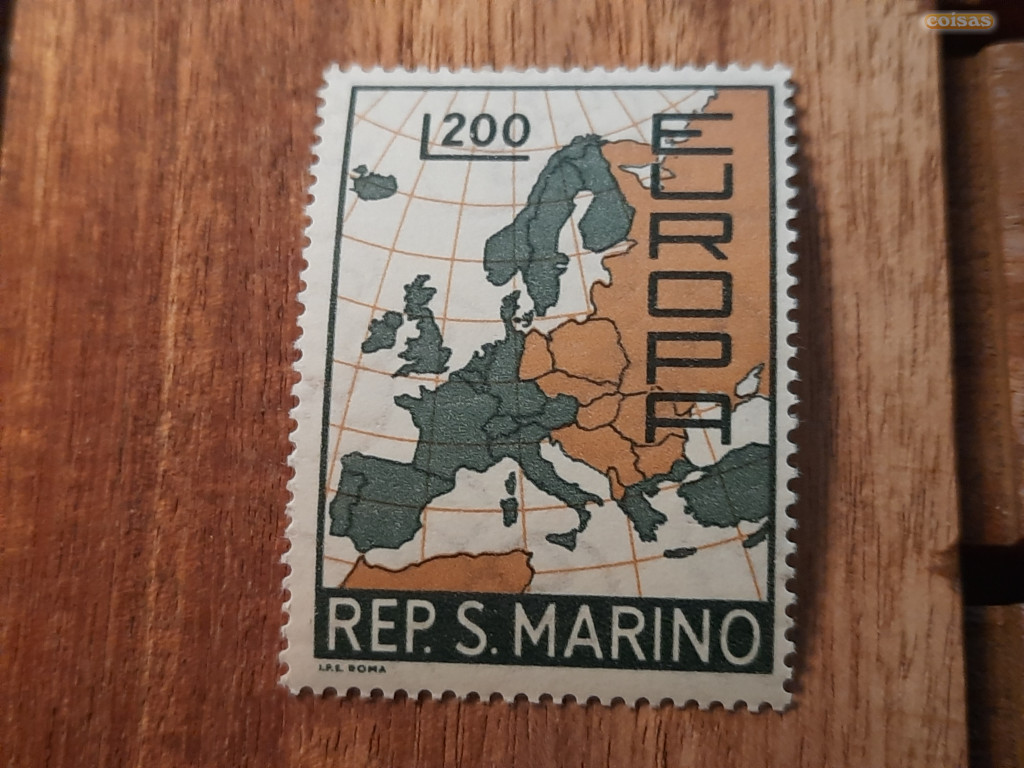 coisas
L200
EUROPA
REP. S. MARINO
I.P.S. ROMA